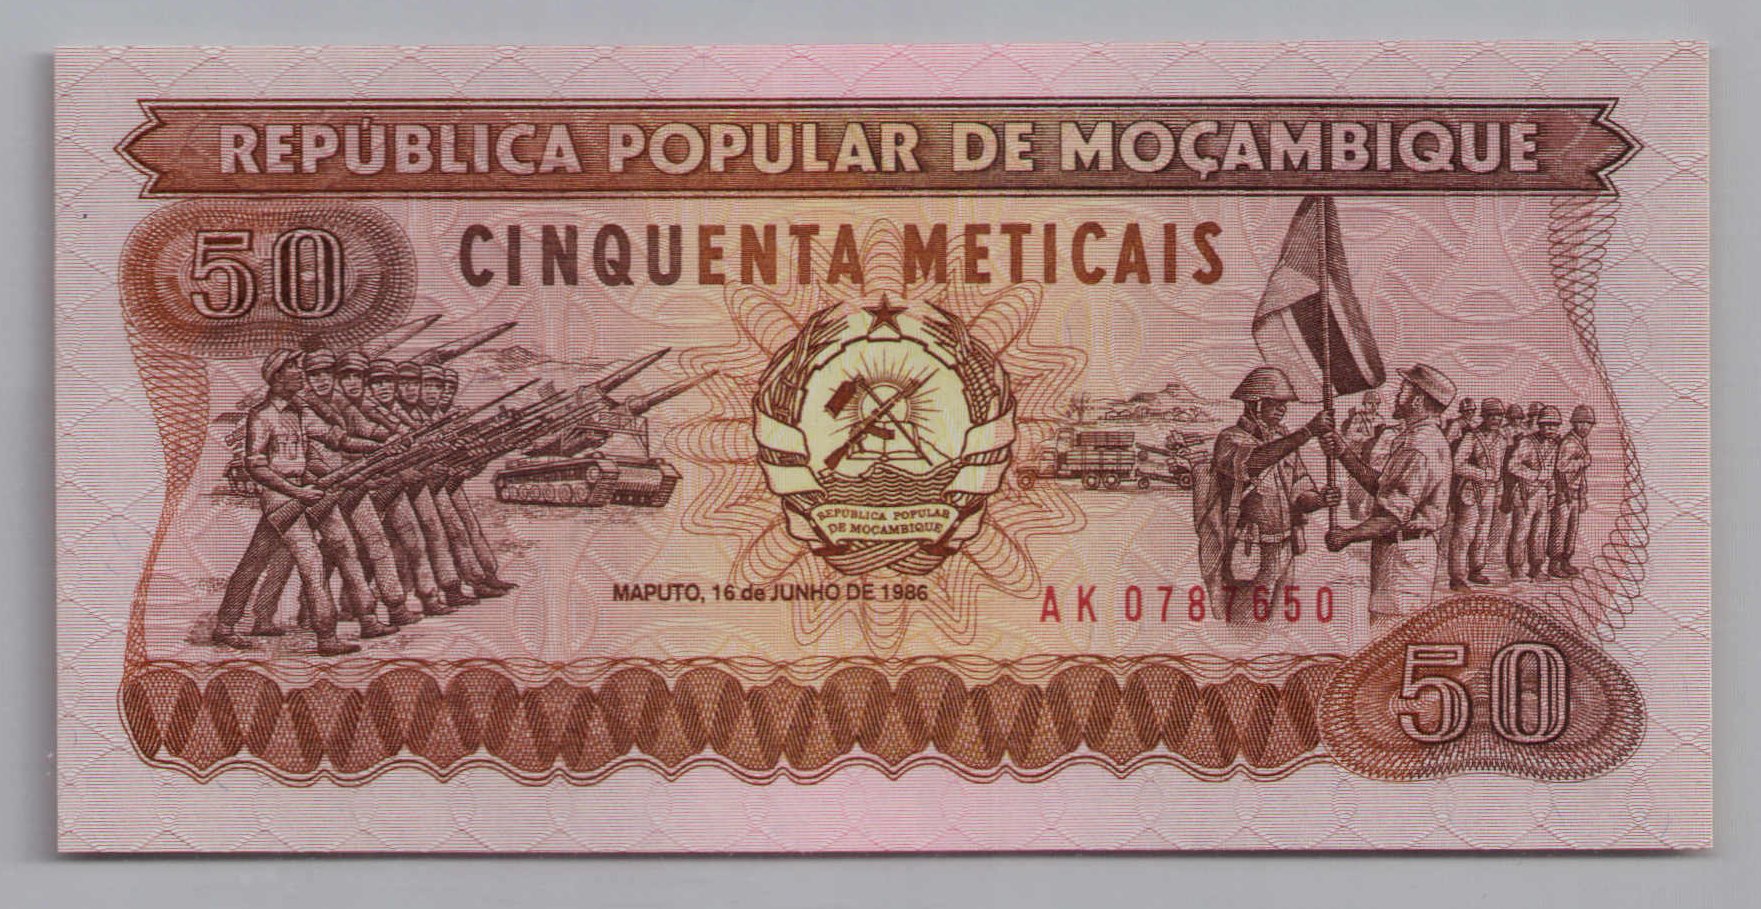 REPÚBLICA POPULAR DE MOÇAMBIQUE
50
CINQUENTA METICAIS
REPUBLICA POPULAR
DE MOÇAMBIQUE
MAPUTO, 16 de JUNHO DE 1986
AK 0787650
50